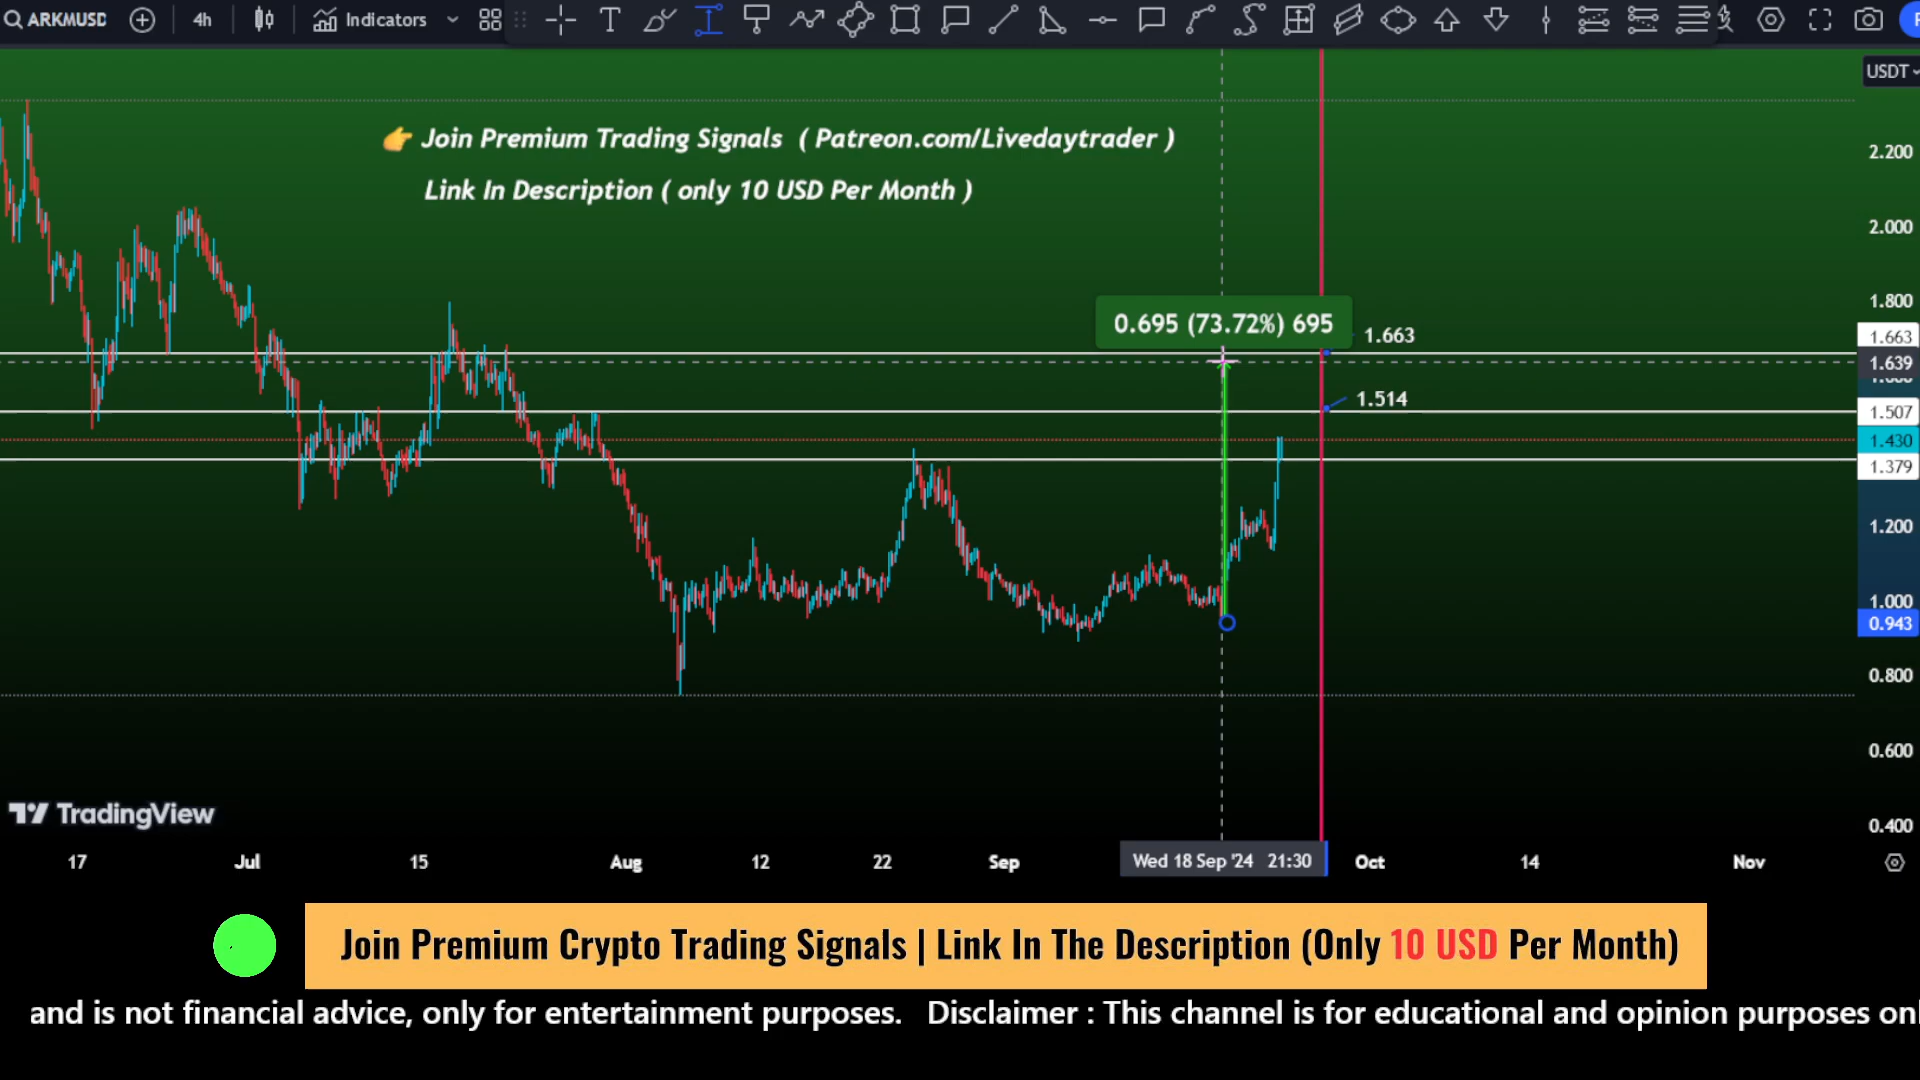 ARKMUSD
4h
Indicators
USDT
👉 Join Premium Trading Signals ( Patreon.com/Livedaytrader )
Link In Description ( only 10 USD Per Month )
0.695 (73.72%) 695
1.663
1.514
2.200
2.000
1.800
1.663
1.639
1.507
1.430
1.379
1.200
1.000
0.943
0.800
0.600
0.400
TradingView
17
Jul
15
Aug
12
22
Sep
Wed 18 Sep '24 21:30
Oct
14
Nov
Join Premium Crypto Trading Signals | Link In The Description (Only 10 USD Per Month)
and is not financial advice, only for entertainment purposes. Disclaimer : This channel is for educational and opinion purposes onl